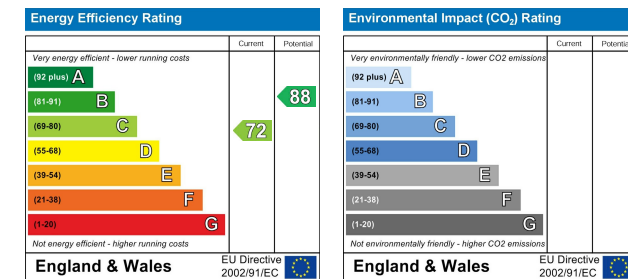 Energy Efficiency Rating
Current Potential
Very energy efficient - lower running costs
(92 plus) A
(81-91) B
88
(69-80) C
72
(55-68) D
(39-54) E
(21-38) F
(1-20) G
Not energy efficient - higher running costs
England & Wales
EU Directive
2002/91/EC
Environmental Impact (CO2) Rating
Current Potentia
Very environmentally friendly - lower CO2 emissions
(92 plus) A
(81-91) B
(69-80) C
(55-68) D
(39-54) E
(21-38) F
(1-20) G
Not environmentally friendly - higher CO2 emissions
England & Wales
EU Directive
2002/91/EC